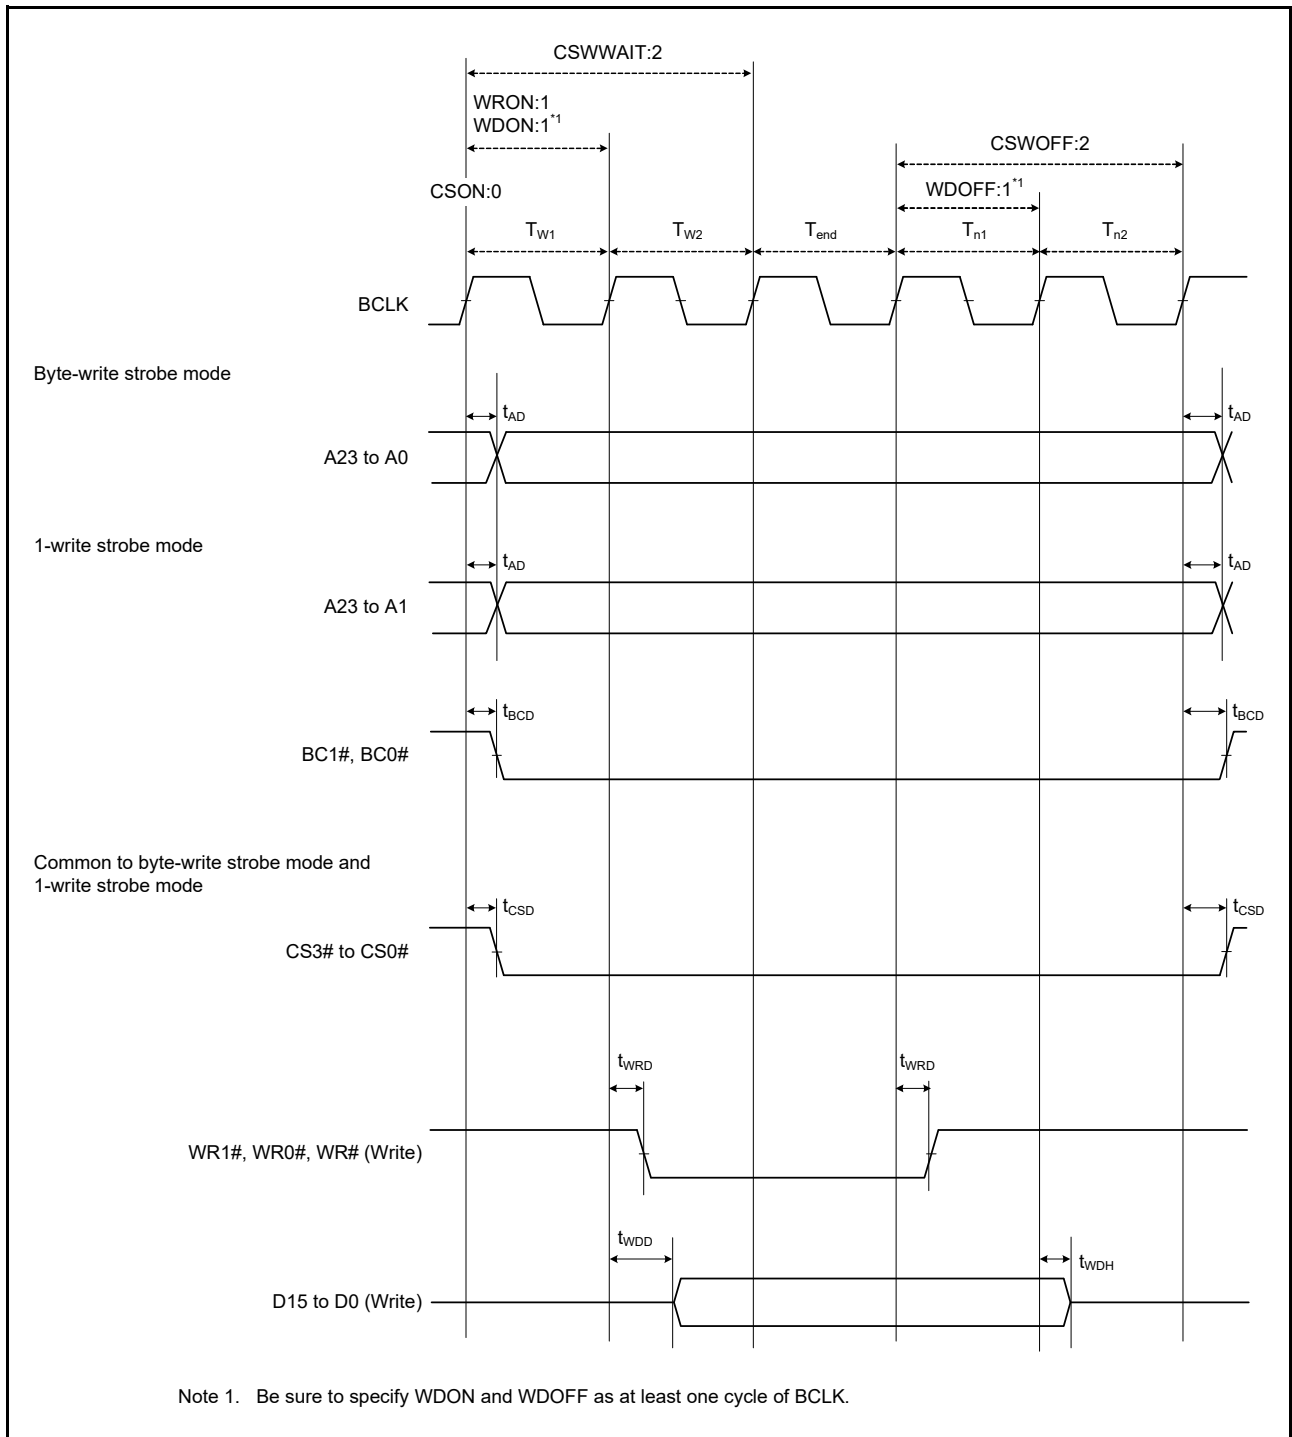 CSWWAIT:2
WRON:1
WDON:1*1
CSWOFF:2
CSON:0
WDOFF:1*1
TW1
TW2
Tend
Tn1
Tn2
BCLK
Byte-write strobe mode
tAD
tAD
A23 to A0
1-write strobe mode
tAD
tAD
A23 to A1
tBCD
tBCD
BC1#, BC0#
Common to byte-write strobe mode and
1-write strobe mode
tCSD
tCSD
CS3# to CS0#
tWRD
tWRD
WR1#, WR0#, WR# (Write)
tWDD
tWDH
D15 to D0 (Write)
Note 1. Be sure to specify WDON and WDOFF as at least one cycle of BCLK.